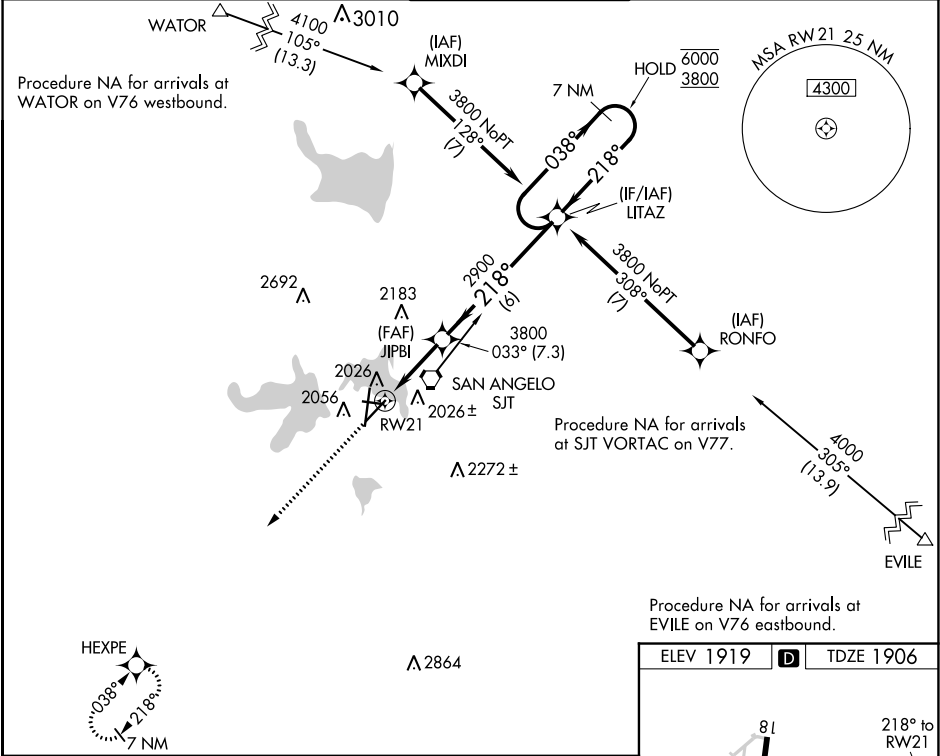 WATOR
4100
105°
(13.3)
3010
(IAF)
MIXDI
Procedure NA for arrivals at
WATOR on V76 westbound.
3800 NoPT
128°
(7)
HOLD
6000
3800
7 NM
038°
218°
MSA RW21 25 NM
4300
(IF/IAF)
LITAZ
3800 NoPT
308°
(7)
(IAF)
RONFO
2900
218°
(6)
2692
2183
(FAF)
JIPBI
3800
033° (7.3)
SAN ANGELO
SJT
2026
2056
2026 ±
RW21
Procedure NA for arrivals
at SJT VORTAC on V77.
2272 ±
4000
305°
(13.9)
EVILE
Procedure NA for arrivals at
EVILE on V76 eastbound.
HEXPE
038°
218°
7 NM
2864
ELEV 1919
D
TDZE 1906
18
218° to
RW21